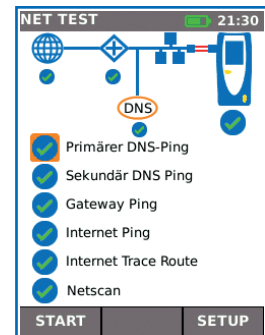 NET TEST 21:30
DNS
Primärer DNS-Ping
Sekundär DNS Ping
Gateway Ping
Internet Ping
Internet Trace Route
Netscan
START SETUP